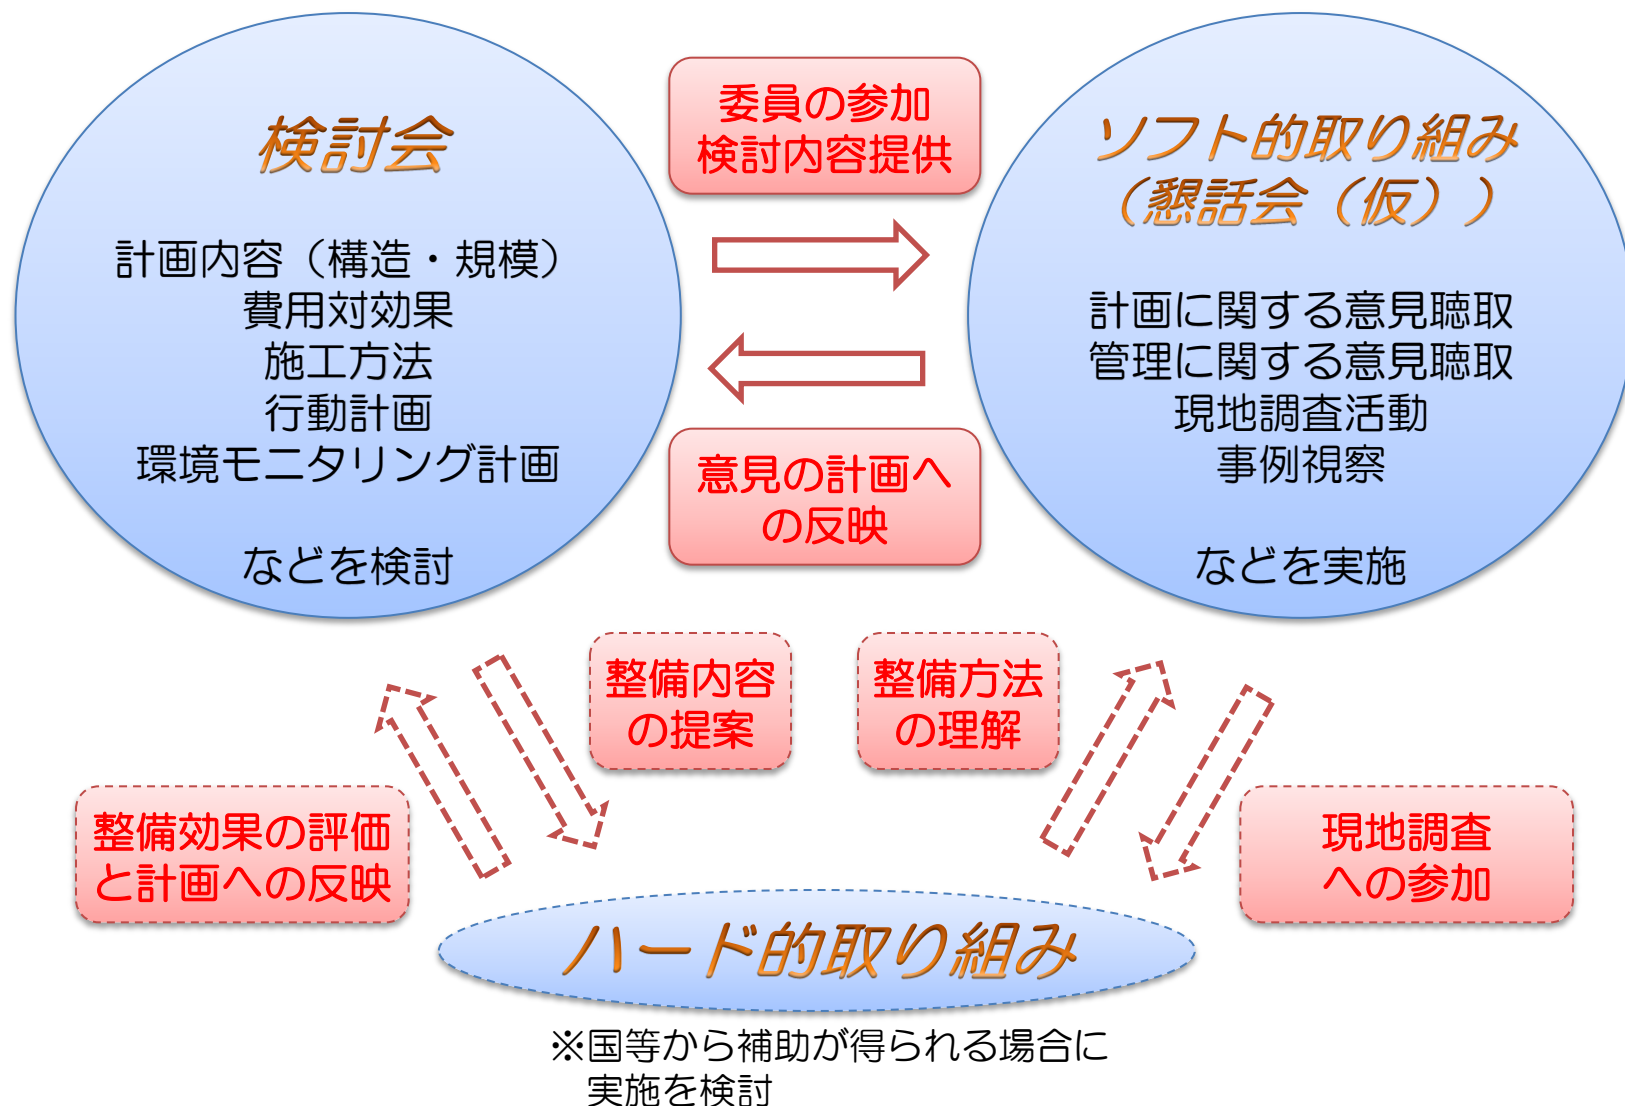 検討会
計画内容（構造・規模）
費用対効果
施工方法
行動計画
環境モニタリング計画
などを検討
委員の参加
検討内容提供
意見の計画へ
の反映
ソフト的取り組み
（懇話会（仮））
計画に関する意見聴取
管理に関する意見聴取
現地調査活動
事例視察
などを実施
整備内容
の提案
整備方法
の理解
整備効果の評価
と計画への反映
現地調査
への参加
ハード的取り組み
※国等から補助が得られる場合に
実施を検討